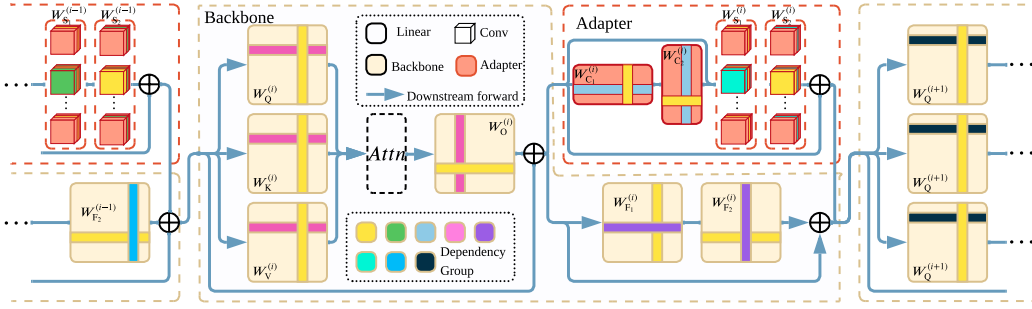 W_{S_1}^{(i-1)} W_{S_2}^{(i-1)}
Backbone
Adapter
W_{S_1}^{(i)} W_{S_2}^{(i)}
Linear
Conv
Backbone
Adapter
Downstream forward
W_{C_1}^{(i)}
W_{C_2}^{(i)}
W_Q^{(i)}
W_K^{(i)}
W_V^{(i)}
Attn
W_O^{(i)}
W_{F_2}^{(i-1)}
W_{F_1}^{(i)}
W_{F_2}^{(i)}
Dependency
Group
W_Q^{(i+1)}
W_Q^{(i+1)}
W_Q^{(i+1)}